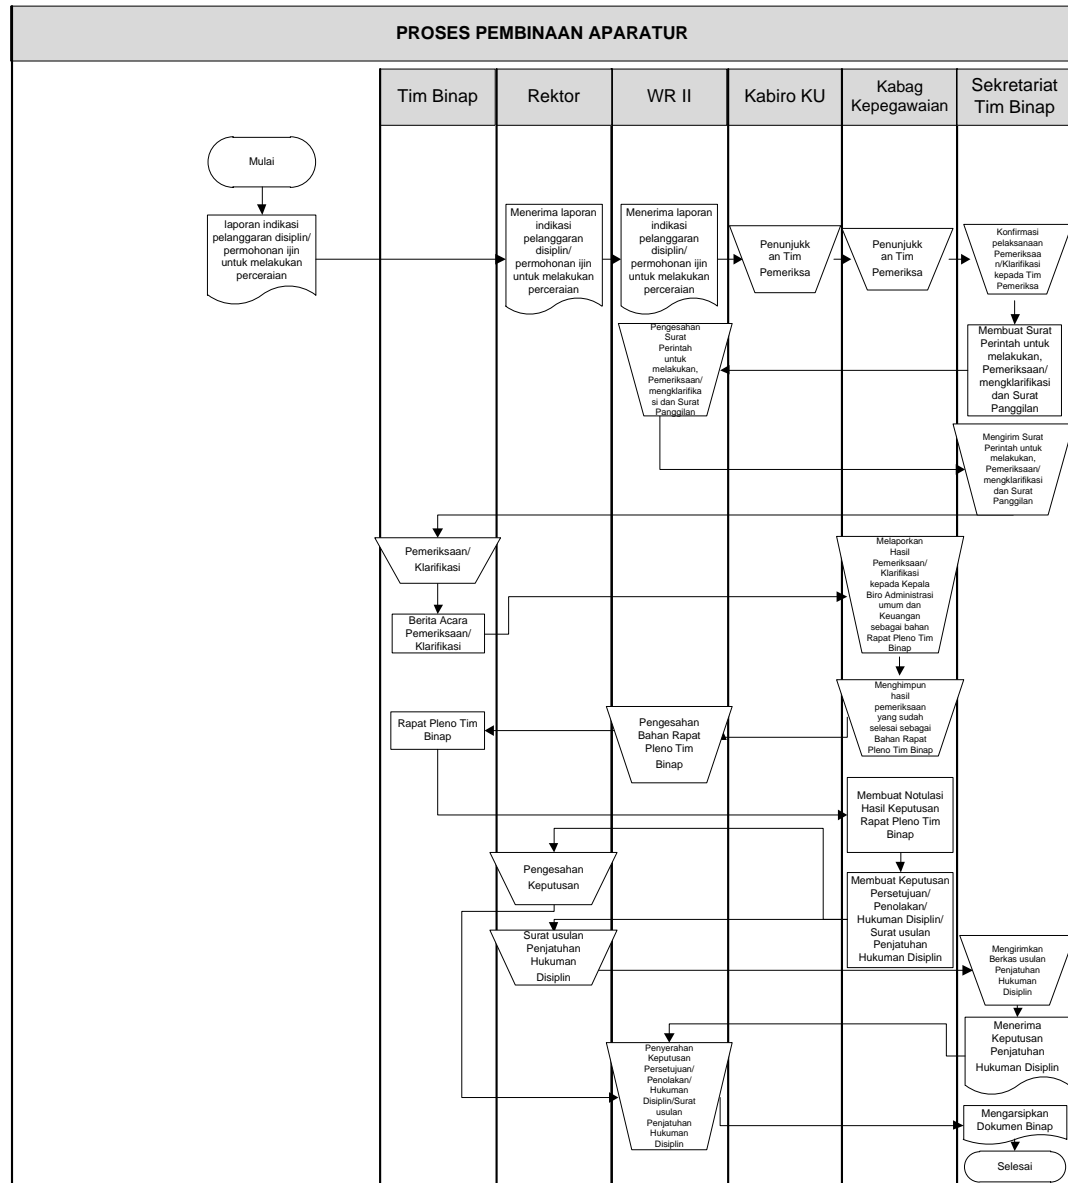 PROSES PEMBINAAN APARATUR
Tim Binap
Rektor
WR II
Kabiro KU
Kabag
Kepegawaian
Sekretariat
Tim Binap
Mulai
laporan indikasi
pelanggaran disiplin/
permohonan ijin
untuk melakukan
perceraian
Menerima laporan
indikasi
pelanggaran
disiplin/
permohonan ijin
untuk melakukan
perceraian
Menerima laporan
indikasi
pelanggaran
disiplin/
permohonan ijin
untuk melakukan
perceraian
Penunjukk
an Tim
Pemeriksa
Penunjukk
an Tim
Pemeriksa
Konfirmasi
pelaksanaan
Pemeriksaa
n/Klarifikasi
kepada Tim
Pemeriksa
Pengesahan
Surat
Perintah
untuk
melakukan,
Pemeriksaan/
mengklarifika
si dan Surat
Panggilan
Membuat Surat
Perintah untuk
melakukan,
Pemeriksaan/
mengklarifikasi
dan Surat
Panggilan
Mengirim Surat
Perintah untuk
melakukan,
Pemeriksaan/
mengklarifikasi
dan Surat
Panggilan
Pemeriksaan/
Klarifikasi
Melaporkan
Hasil
Pemeriksaan/
Klarifikasi
kepada Kepala
Biro Administrasi
umum dan
Keuangan
sebagai bahan
Rapat Pleno Tim
Binap
Berita Acara
Pemeriksaan/
Klarifikasi
Menghimpun
hasil
pemeriksaan
yang sudah
selesai sebagai
Bahan Rapat
Pleno Tim Binap
Rapat Pleno Tim
Binap
Pengesahan
Bahan Rapat
Pleno Tim
Binap
Membuat Notulasi
Hasil Keputusan
Rapat Pleno Tim
Binap
Pengesahan
Keputusan
Membuat Keputusan
Persetujuan/
Penolakan/
Hukuman Disiplin/
Surat usulan
Penjatuhan
Hukuman Disiplin
Surat usulan
Penjatuhan
Hukuman
Disiplin
Mengirimkan
Berkas usulan
Penjatuhan
Hukuman
Disiplin
Menerima
Keputusan
Penjatuhan
Hukuman Disiplin
Penyerahan
Keputusan
Persetujuan/
Penolakan/
Hukuman
Disiplin/Surat
usulan
Penjatuhan
Hukuman
Disiplin
Mengarsipkan
Dokumen Binap
Selesai